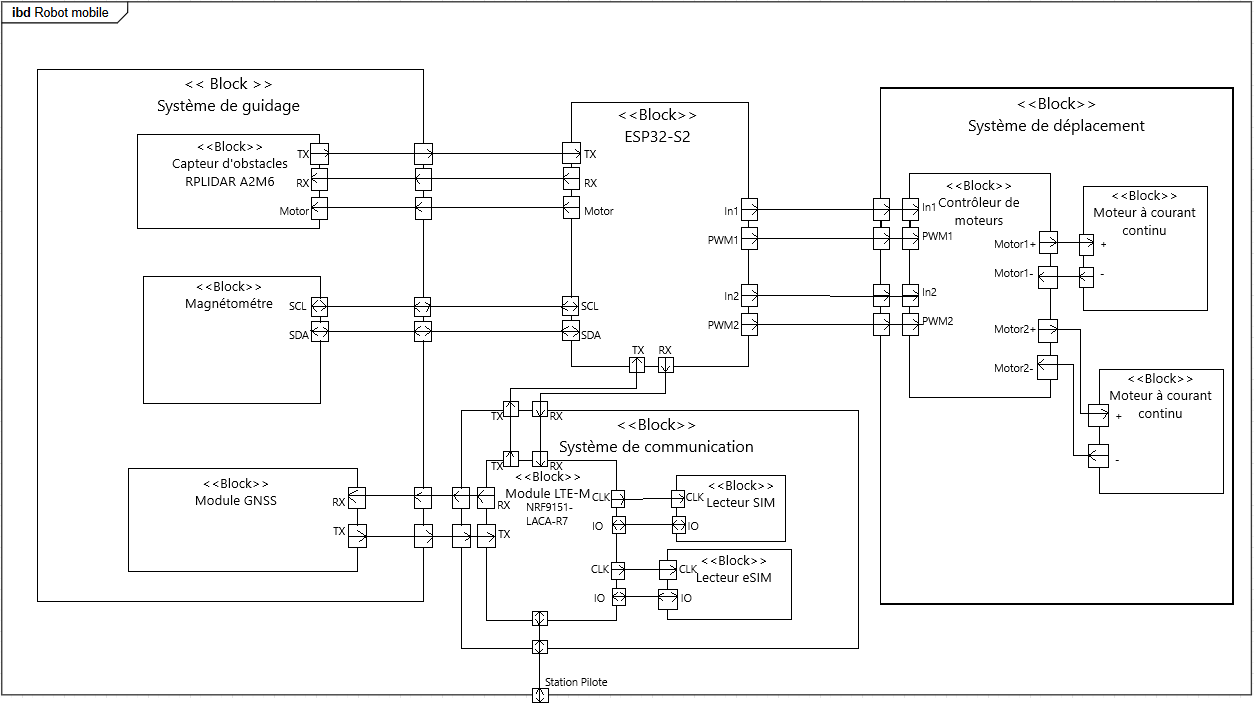 ibd Robot mobile
<< Block >>
Système de guidage
<<Block>>
Capteur d'obstacles
RPLIDAR A2M6
TX
RX
Motor
<<Block>>
Magnétométre
SCL
SDA
<<Block>>
Module GNSS
RX
TX
<<Block>>
ESP32-S2
TX
RX
Motor
SCL
SDA
In1
PWM1
In2
PWM2
TX
RX
TX
RX
<<Block>>
Système de communication
TX
RX
<<Block>>
Module LTE-M
NRF9151-
LACA-R7
RX
TX
CLK
IO
CLK
IO
<<Block>>
Lecteur SIM
CLK
IO
<<Block>>
Lecteur eSIM
CLK
IO
Station Pilote
<<Block>>
Système de déplacement
<<Block>>
Contrôleur de
moteurs
In1
PWM1
In2
PWM2
Motor1+
Motor1-
Motor2+
Motor2-
<<Block>>
Moteur à courant
continu
+
-
<<Block>>
Moteur à courant
continu
+
-